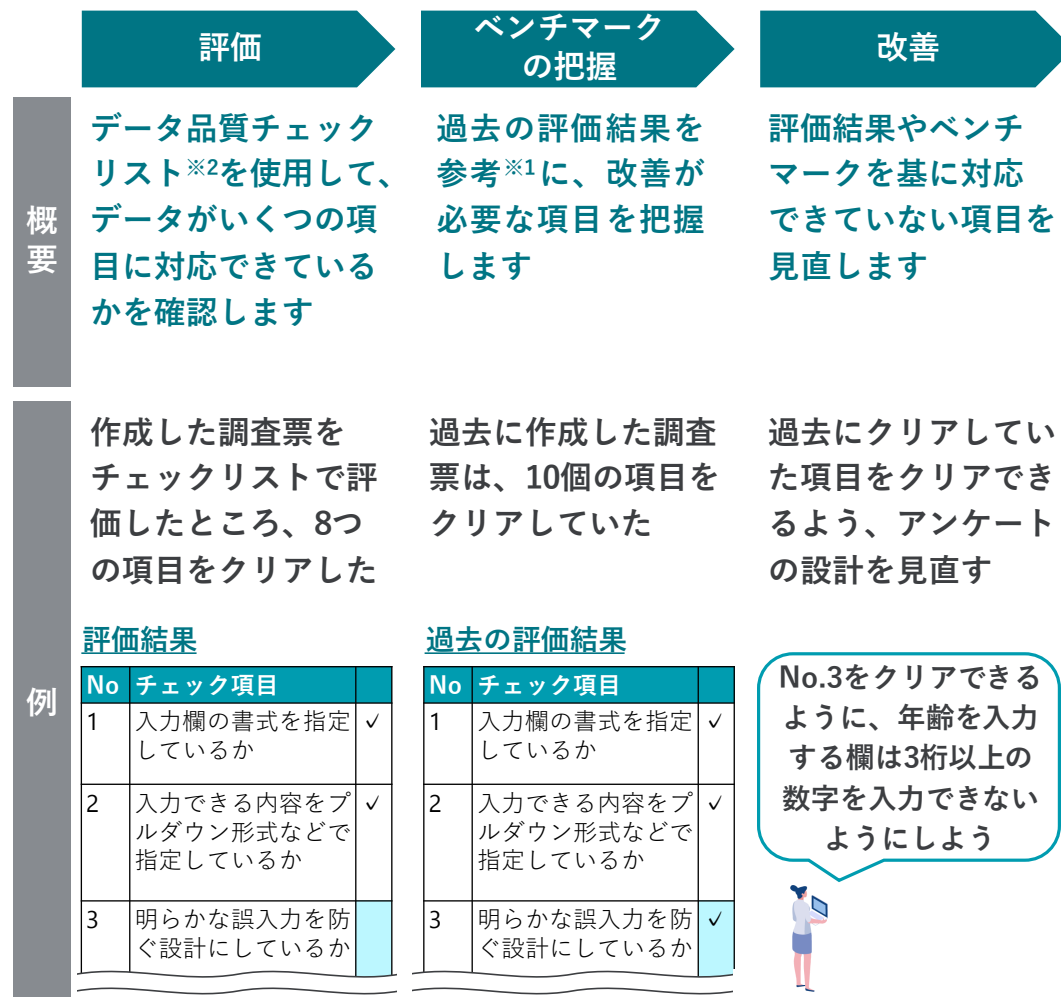 評価
ベンチマーク
の把握
改善
概要
データ品質チェック
リスト※2を使用して、
データがいくつの項
目に対応できている
かを確認します
過去の評価結果を
参考※1に、改善が
必要な項目を把握
します
評価結果やベンチ
マークを基に対応
できていない項目を
見直します
例
作成した調査票を
チェックリストで評
価したところ、8つ
の項目をクリアした
過去に作成した調査
票は、10個の項目を
クリアしていた
過去にクリアしてい
た項目をクリアでき
るよう、アンケート
の設計を見直す
評価結果
No チェック項目
1 入力欄の書式を指定 ✓
しているか
2 入力できる内容をプ ✓
ルダウン形式などで
指定しているか
3 明らかな誤入力を防
ぐ設計にしているか
過去の評価結果
No チェック項目
1 入力欄の書式を指定 ✓
しているか
2 入力できる内容をプ ✓
ルダウン形式などで
指定しているか
3 明らかな誤入力を防 ✓
ぐ設計にしているか
No.3をクリアできる
ように、年齢を入力
する欄は3桁以上の
数字を入力できない
ようにしよう